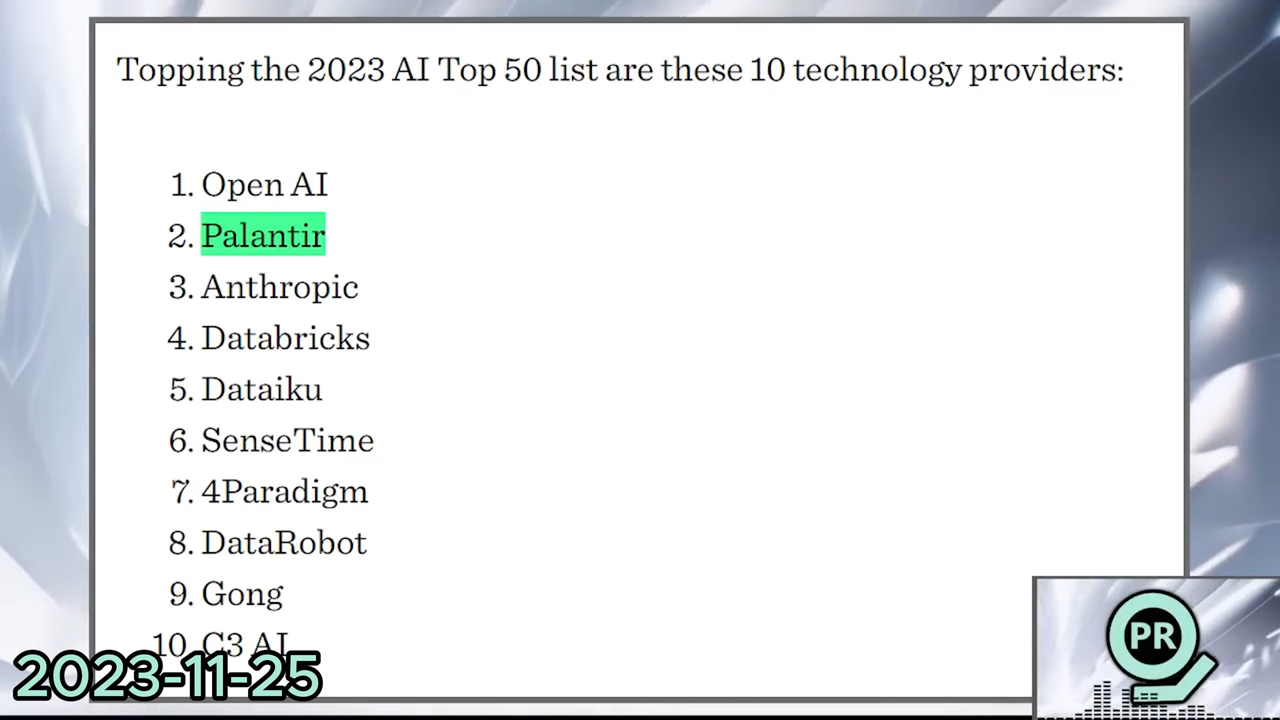 Topping the 2023 AI Top 50 list are these 10 technology providers:
1. Open AI
2. Palantir
3. Anthropic
4. Databricks
5. Dataiku
6. SenseTime
7. 4Paradigm
8. DataRobot
9. Gong
10. C3 AI
2023-11-25
PR